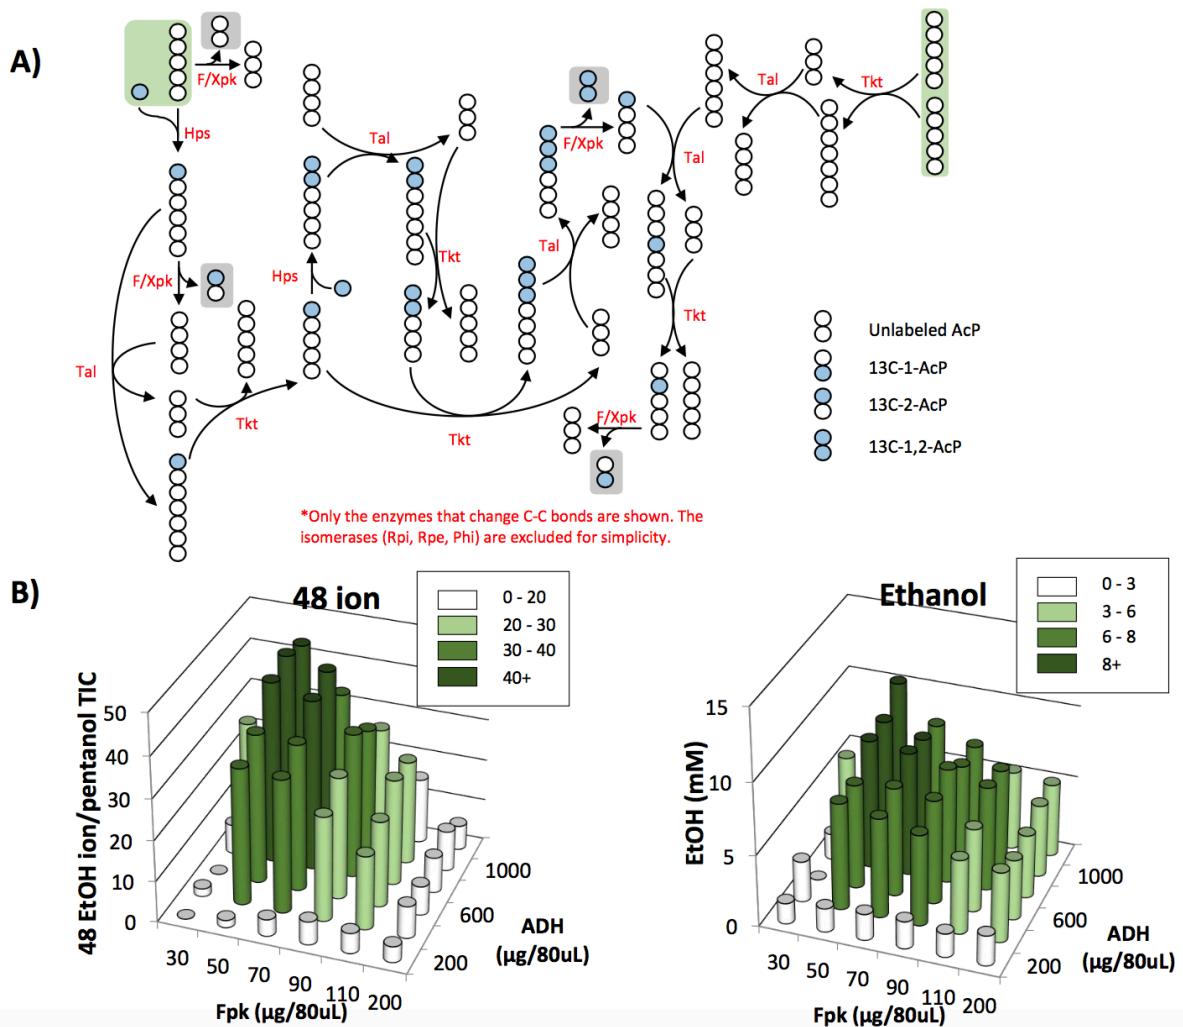 A)
F/Xpk
Hps
F/Xpk
Tal
Tkt
Hps
Tal
Tkt
Tkt
Tal
F/Xpk
Tal
Tkt
F/Xpk
Tal
Tkt
Unlabeled AcP
13C-1-AcP
13C-2-AcP
13C-1,2-AcP
*Only the enzymes that change C-C bonds are shown. The
isomerases (Rpi, Rpe, Phi) are excluded for simplicity.
B)
48 ion
0 - 20
20 - 30
30 - 40
40+
48 EtOH ion/pentanol TIC
50
40
30
20
10
0
30
50
70
90
110
200
Fpk (µg/80uL)
200
600
1000
ADH
(µg/80uL)
Ethanol
0 - 3
3 - 6
6 - 8
8+
EtOH (mM)
15
10
5
0
30
50
70
90
110
200
Fpk (µg/80uL)
200
600
1000
ADH
(µg/80uL)